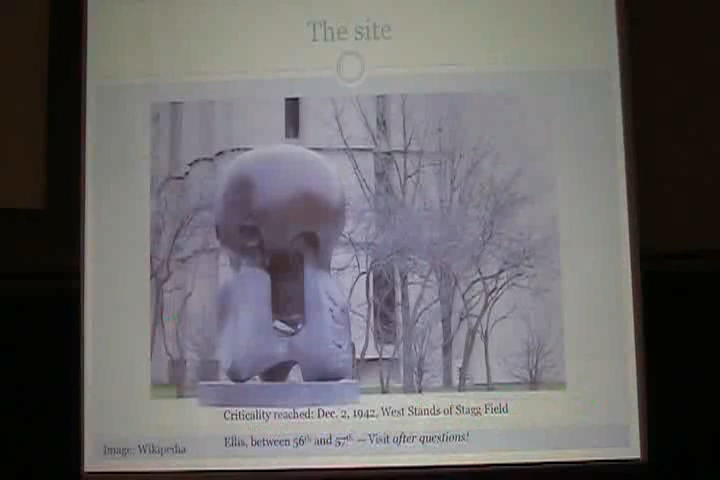 The site
Criticality reached: Dec. 2, 1942, West Stands of Stagg Field
Ellis, between 56th and 57th – Visit after questions!
Image: Wikipedia